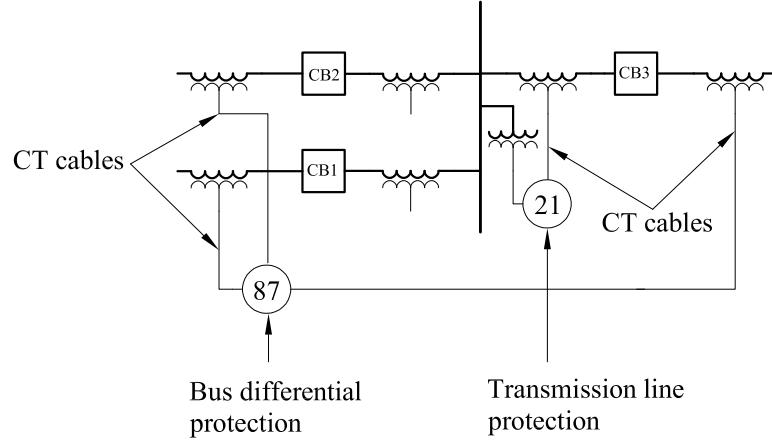 CB2
CB3
CT cables
CB1
21
CT cables
87
Bus differential
protection
Transmission line
protection